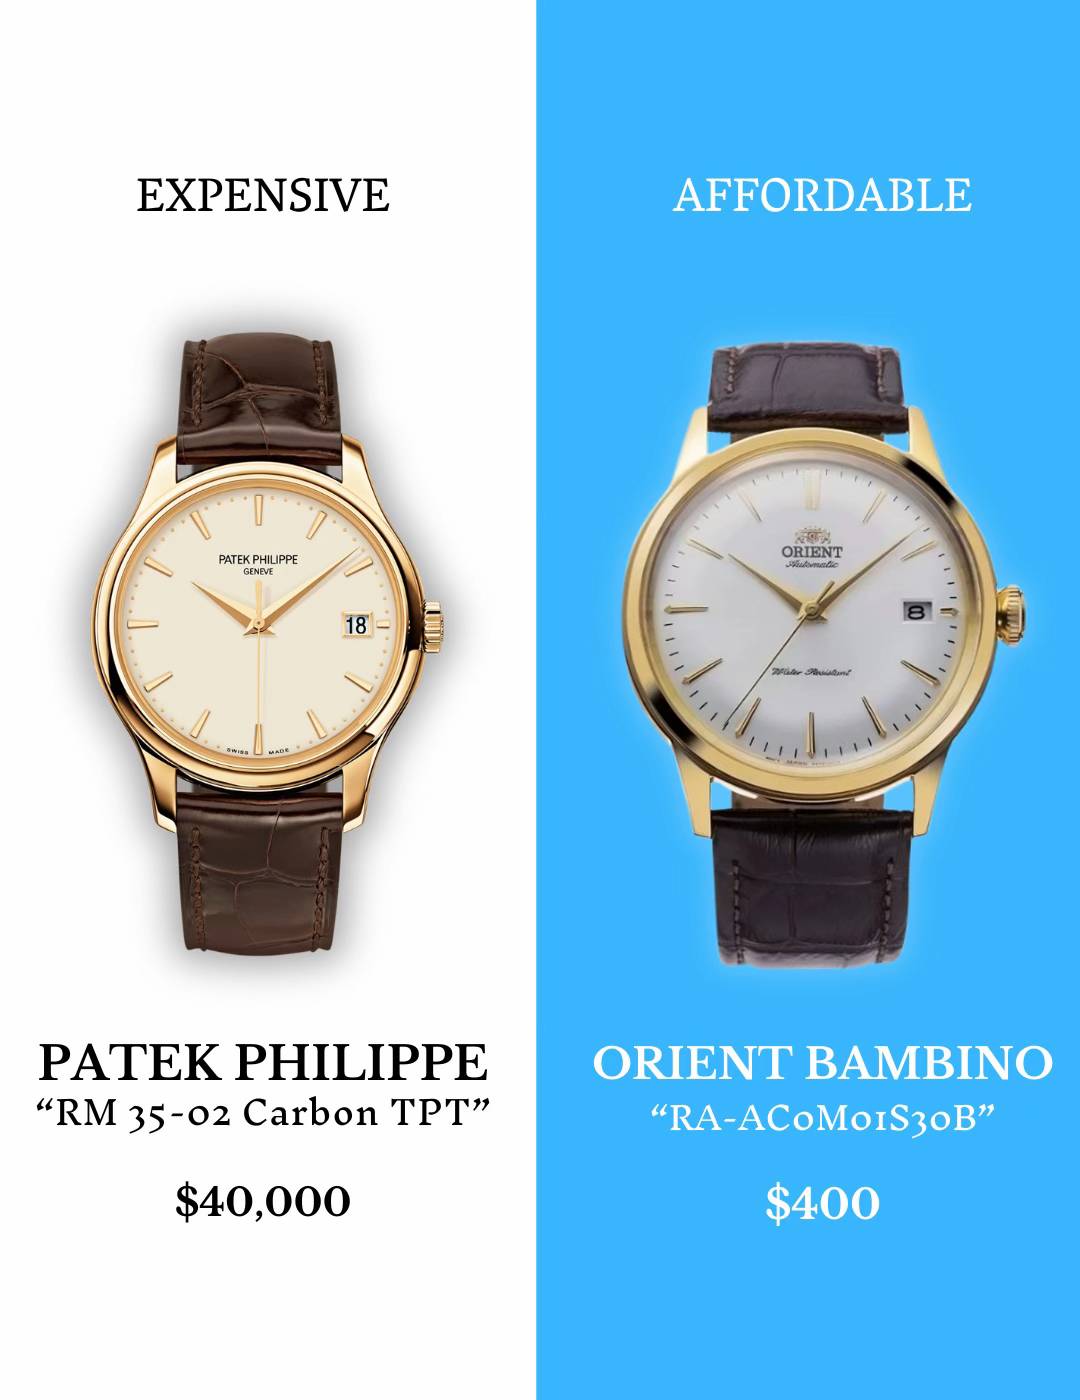 EXPENSIVE
PATEK PHILIPPE
GENEVE
18
SWISS MADE
PATEK PHILIPPE
“RM 35-02 Carbon TPT”
$40,000
AFFORDABLE
ORIENT
Automatic
8
Water Resistant
ORIENT BAMBINO
“RA-AC0M01S30B”
$400